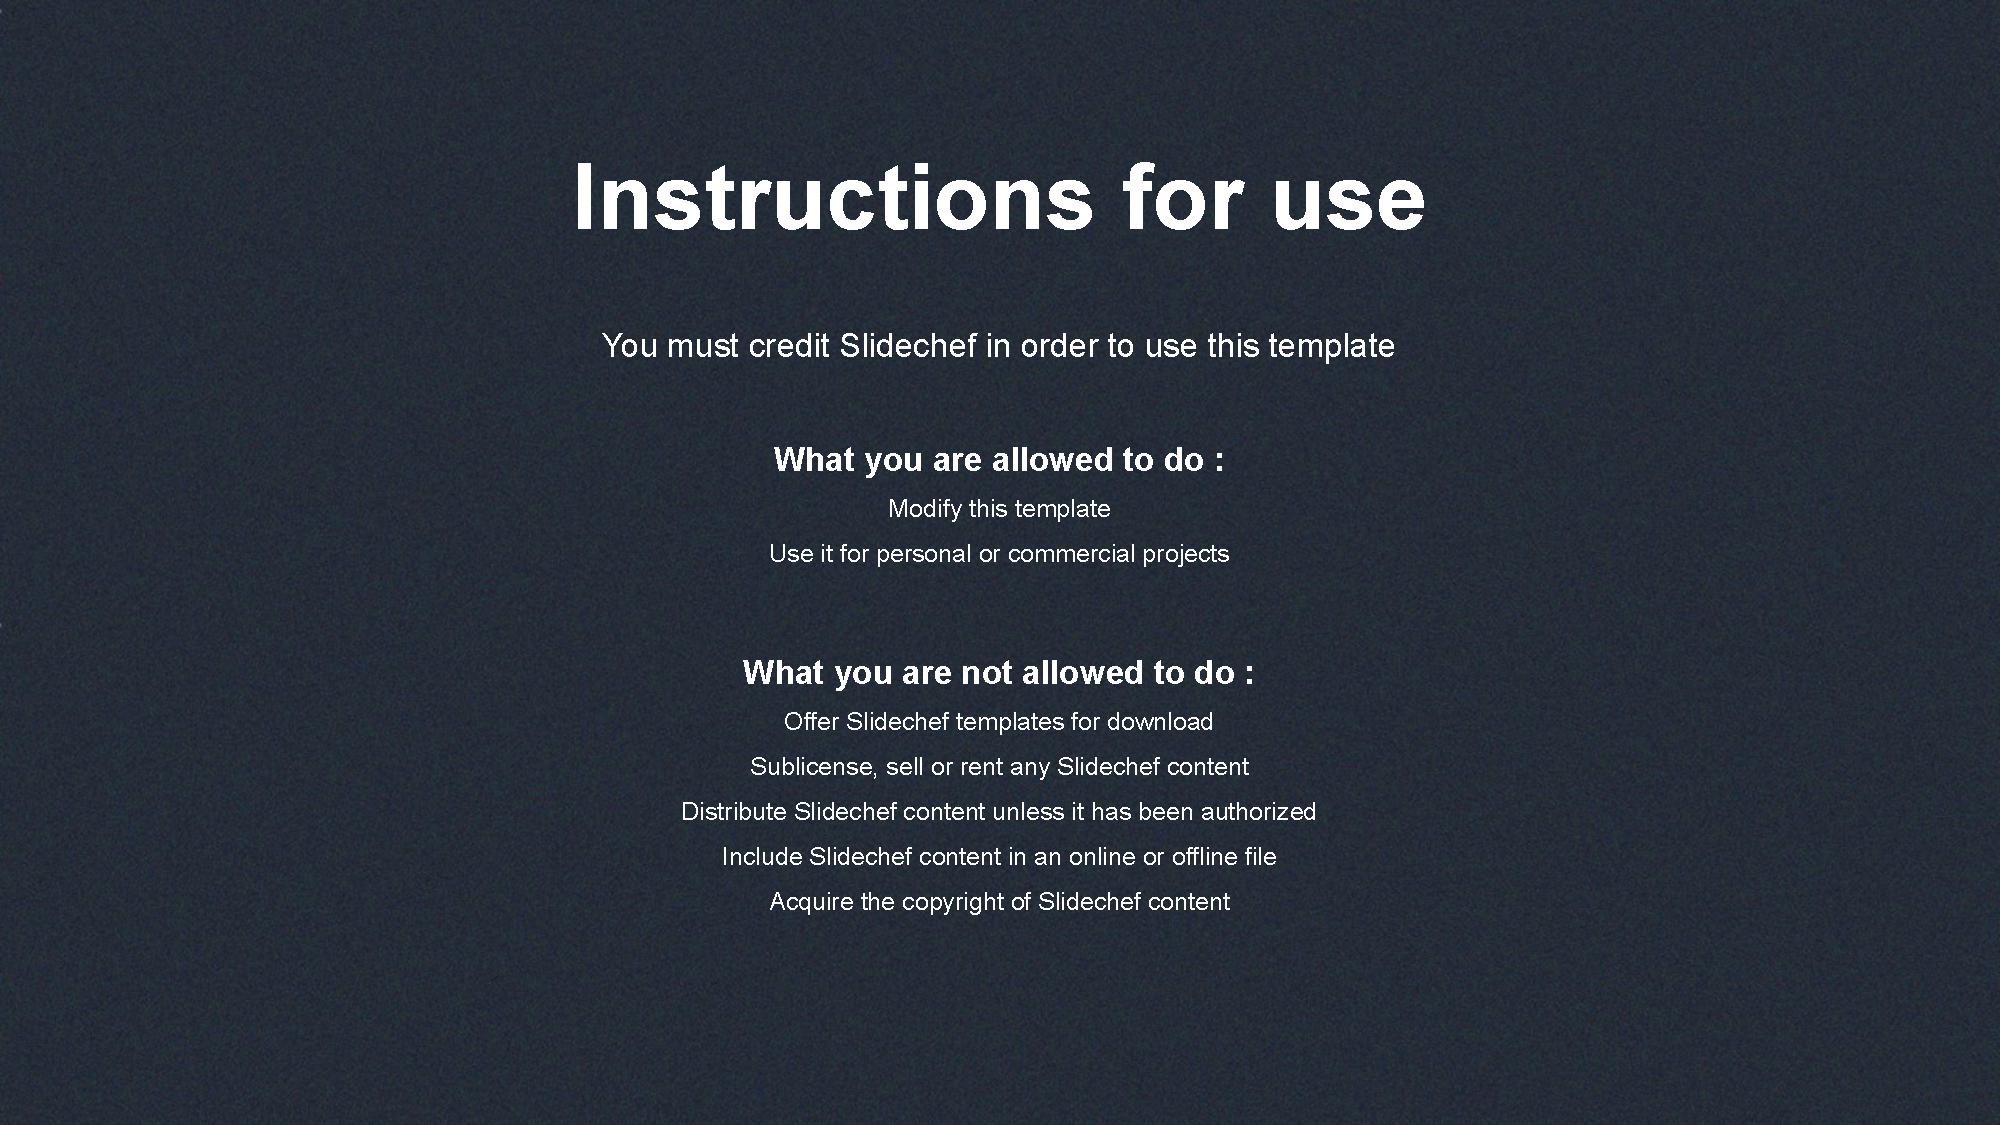 Instructions for use
You must credit Slidechef in order to use this template
What you are allowed to do :
Modify this template
Use it for personal or commercial projects
What you are not allowed to do :
Offer Slidechef templates for download
Sublicense, sell or rent any Slidechef content
Distribute Slidechef content unless it has been authorized
Include Slidechef content in an online or offline file
Acquire the copyright of Slidechef content